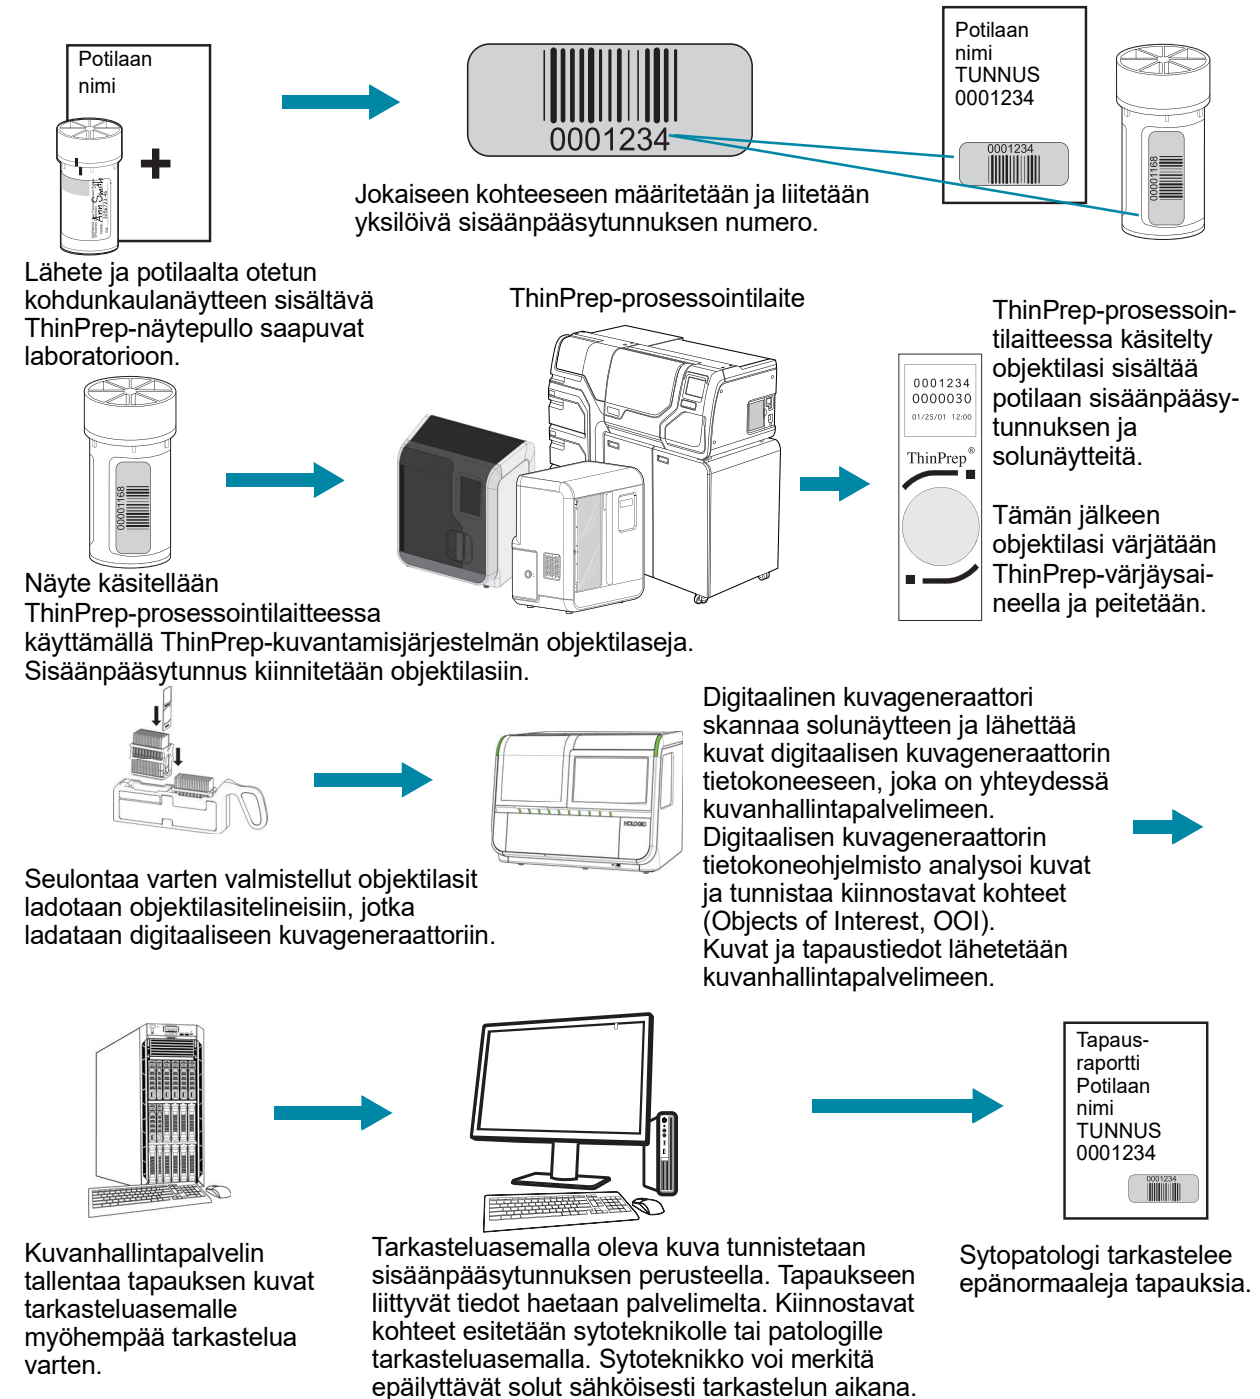 Potilaan
nimi
Ann Smith
0001234
Potilaan
nimi
TUNNUS
0001234
0001234
00001168
Jokaiseen kohteeseen määritetään ja liitetään
yksilöivä sisäänpääsytunnuksen numero.
Lähete ja potilaalta otetun
kohdunkaulanäytteen sisältävä
ThinPrep-näytepullo saapuvat
laboratorioon.
00001168
ThinPrep-prosessointilaite
0001234
0000030
01/25/01 12:00
ThinPrep®
ThinPrep-prosessoin-
tilaitteessa käsitelty
objektilasi sisältää
potilaan sisäänpääsy-
tunnuksen ja
solunäytteitä.
Tämän jälkeen
objektilasi värjätään
ThinPrep-värjäysai-
neella ja peitetään.
Näyte käsitellään
ThinPrep-prosessointilaitteessa
käyttämällä ThinPrep-kuvantamisjärjestelmän objektilaseja.
Sisäänpääsytunnus kiinnitetään objektilasiin.
HOLOGIC
Seulontaa varten valmistellut objektilasit
ladotaan objektilasitelineisiin, jotka
ladataan digitaaliseen kuvageneraattoriin.
Digitaalinen kuvageneraattori
skannaa solunäytteen ja lähettää
kuvat digitaalisen kuvageneraattorin
tietokoneeseen, joka on yhteydessä
kuvanhallintapalvelimeen.
Digitaalisen kuvageneraattorin
tietokoneohjelmisto analysoi kuvat
ja tunnistaa kiinnostavat kohteet
(Objects of Interest, OOI).
Kuvat ja tapaustiedot lähetetään
kuvanhallintapalvelimeen.
Kuvanhallintapalvelin
tallentaa tapauksen kuvat
tarkasteluasemalle
myöhempää tarkastelua
varten.
Tarkasteluasemalla oleva kuva tunnistetaan
sisäänpääsytunnuksen perusteella. Tapaukseen
liittyvät tiedot haetaan palvelimelta. Kiinnostavat
kohteet esitetään sytoteknikolle tai patologille
tarkasteluasemalla. Sytoteknikko voi merkitä
epäilyttävät solut sähköisesti tarkastelun aikana.
Tapaus-
raportti
Potilaan
nimi
TUNNUS
0001234
0001234
Sytopatologi tarkastelee
epänormaaleja tapauksia.